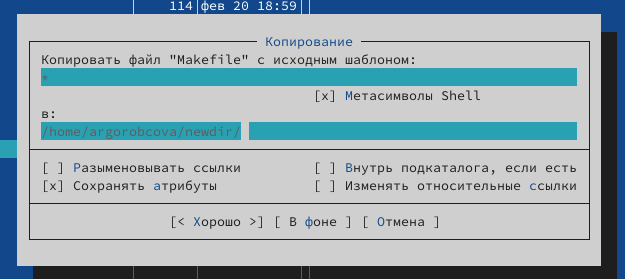 114 фев 20 18:59
Копирование
Копировать файл "Makefile" с исходным шаблоном:
*
[x] Метасимволы Shell
в:
/home/argorobcova/newdir/
[ ] Разыменовывать ссылки [ ] Внутрь подкаталога, если есть
[x] Сохранять атрибуты [ ] Изменять относительные ссылки
[< Хорошо >] [ В фоне ] [ Отмена ]